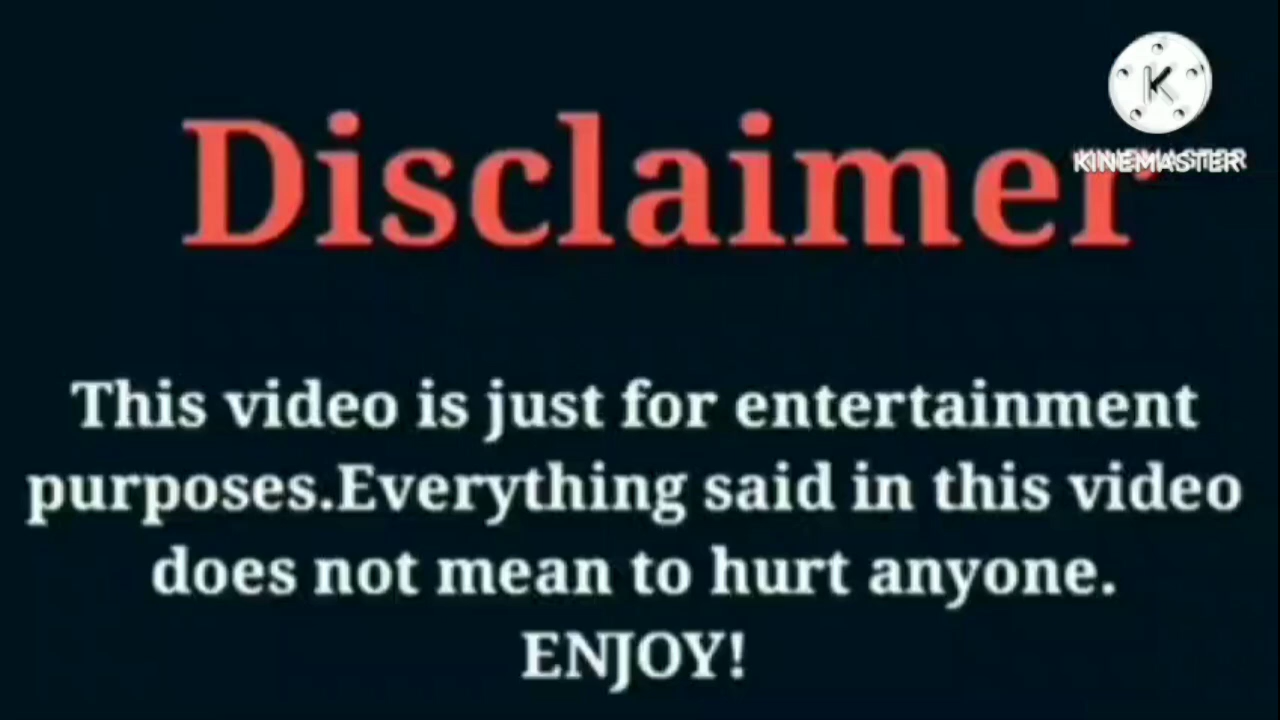 K
KINEMASTER
Disclaimer
This video is just for entertainment
purposes.Everything said in this video
does not mean to hurt anyone.
ENJOY!